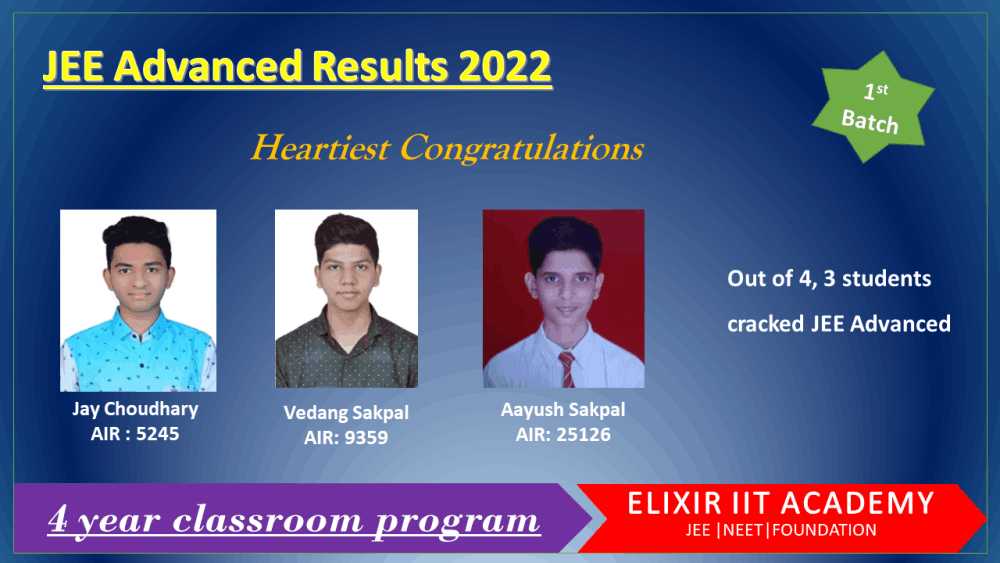 JEE Advanced Results 2022
1st
Batch
Heartiest Congratulations
Out of 4, 3 students
cracked JEE Advanced
Jay Choudhary
AIR : 5245
Vedang Sakpal
AIR: 9359
Aayush Sakpal
AIR: 25126
4 year classroom program
ELIXIR IIT ACADEMY
JEE |NEET|FOUNDATION